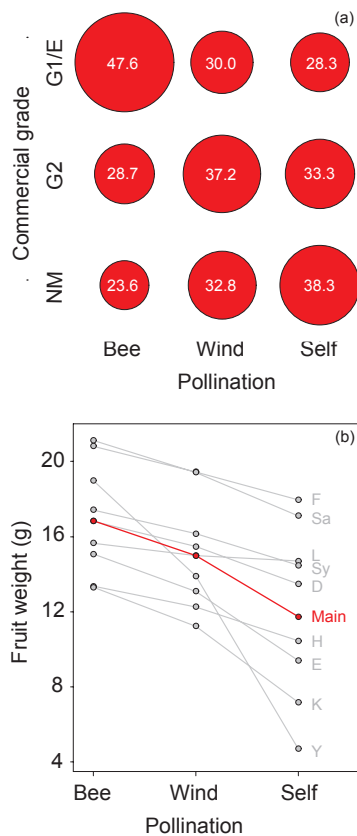 (a)
G1/E
47.6 30.0 28.3
Commercial grade
G2
28.7 37.2 33.3
NM
23.6 32.8 38.3
Bee Wind Self
Pollination
(b)
Fruit weight (g)
20
16
12
8
4
F
Sa
L
Sy
D
Main
H
E
K
Y
Bee Wind Self
Pollination